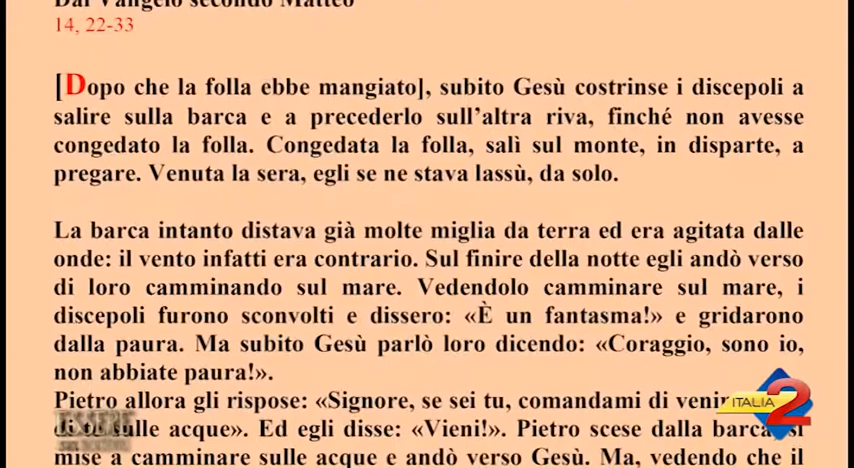 Dal Vangelo secondo Matteo
14, 22-33
[Dopo che la folla ebbe mangiato], subito Gesù costrinse i discepoli a
salire sulla barca e a precederlo sull'altra riva, finché non avesse
congedato la folla. Congedata la folla, salì sul monte, in disparte, a
pregare. Venuta la sera, egli se ne stava lassù, da solo.
La barca intanto distava già molte miglia da terra ed era agitata dalle
onde: il vento infatti era contrario. Sul finire della notte egli andò verso
di loro camminando sul mare. Vedendolo camminare sul mare, i
discepoli furono sconvolti e dissero: «È un fantasma!» e gridarono
dalla paura. Ma subito Gesù parlò loro dicendo: «Coraggio, sono io,
non abbiate paura!».
Pietro allora gli rispose: «Signore, se sei tu, comandami di venir
ITALIA 2
ESSERE
sulle acque». Ed egli disse: «Vieni!». Pietro scese dalla barca, si
mise a camminare sulle acque e andò verso Gesù. Ma, vedendo che il